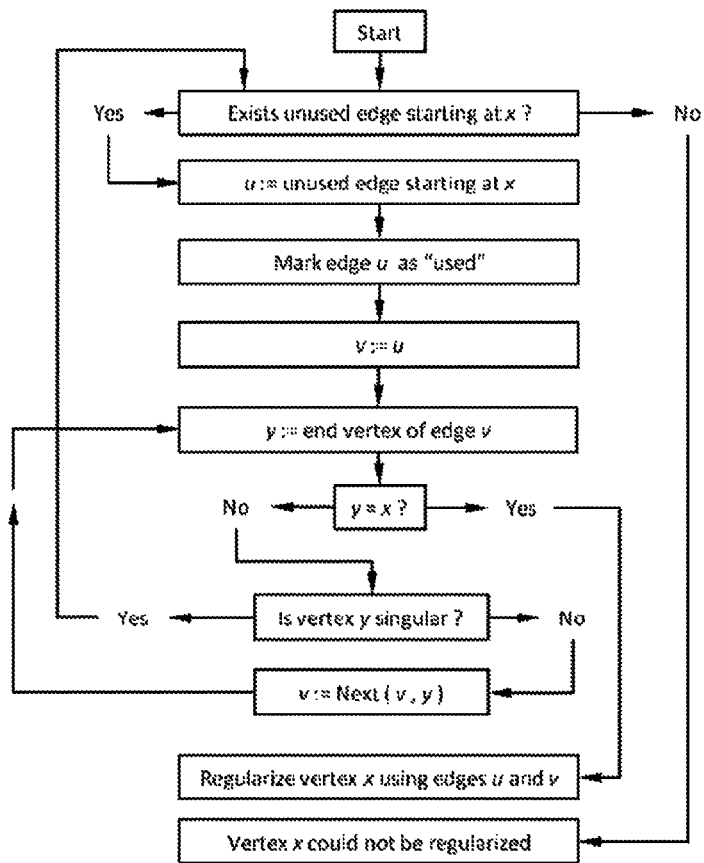 Start
Yes
Exists unused edge starting at x ?
No
u := unused edge starting at x
Mark edge u as "used"
v := u
y := end vertex of edge v
No
y = x ?
Yes
Yes
Is vertex y singular ?
No
v := Next ( v , y )
Regularize vertex x using edges u and v
Vertex x could not be regularized